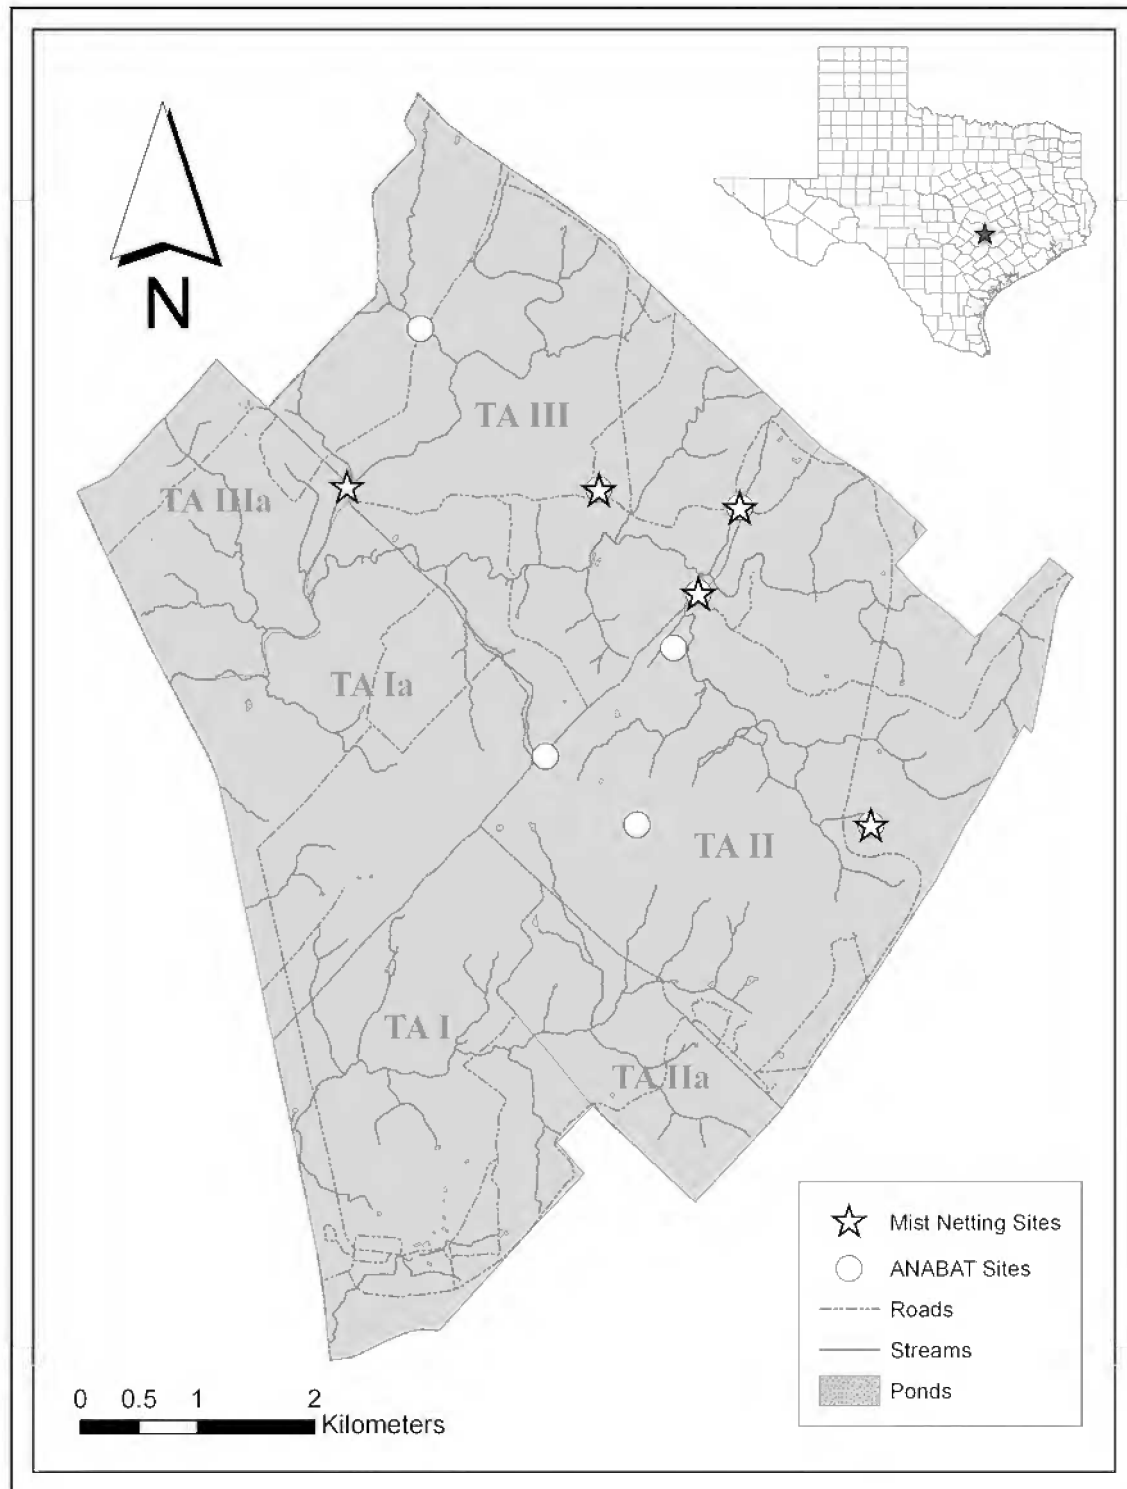 N
TA III
TA IIIa
TA Ia
TA II
TA I
TA IIa
Mist Netting Sites
ANABAT Sites
Roads
Streams
Ponds
0 0.5 1 2
Kilometers